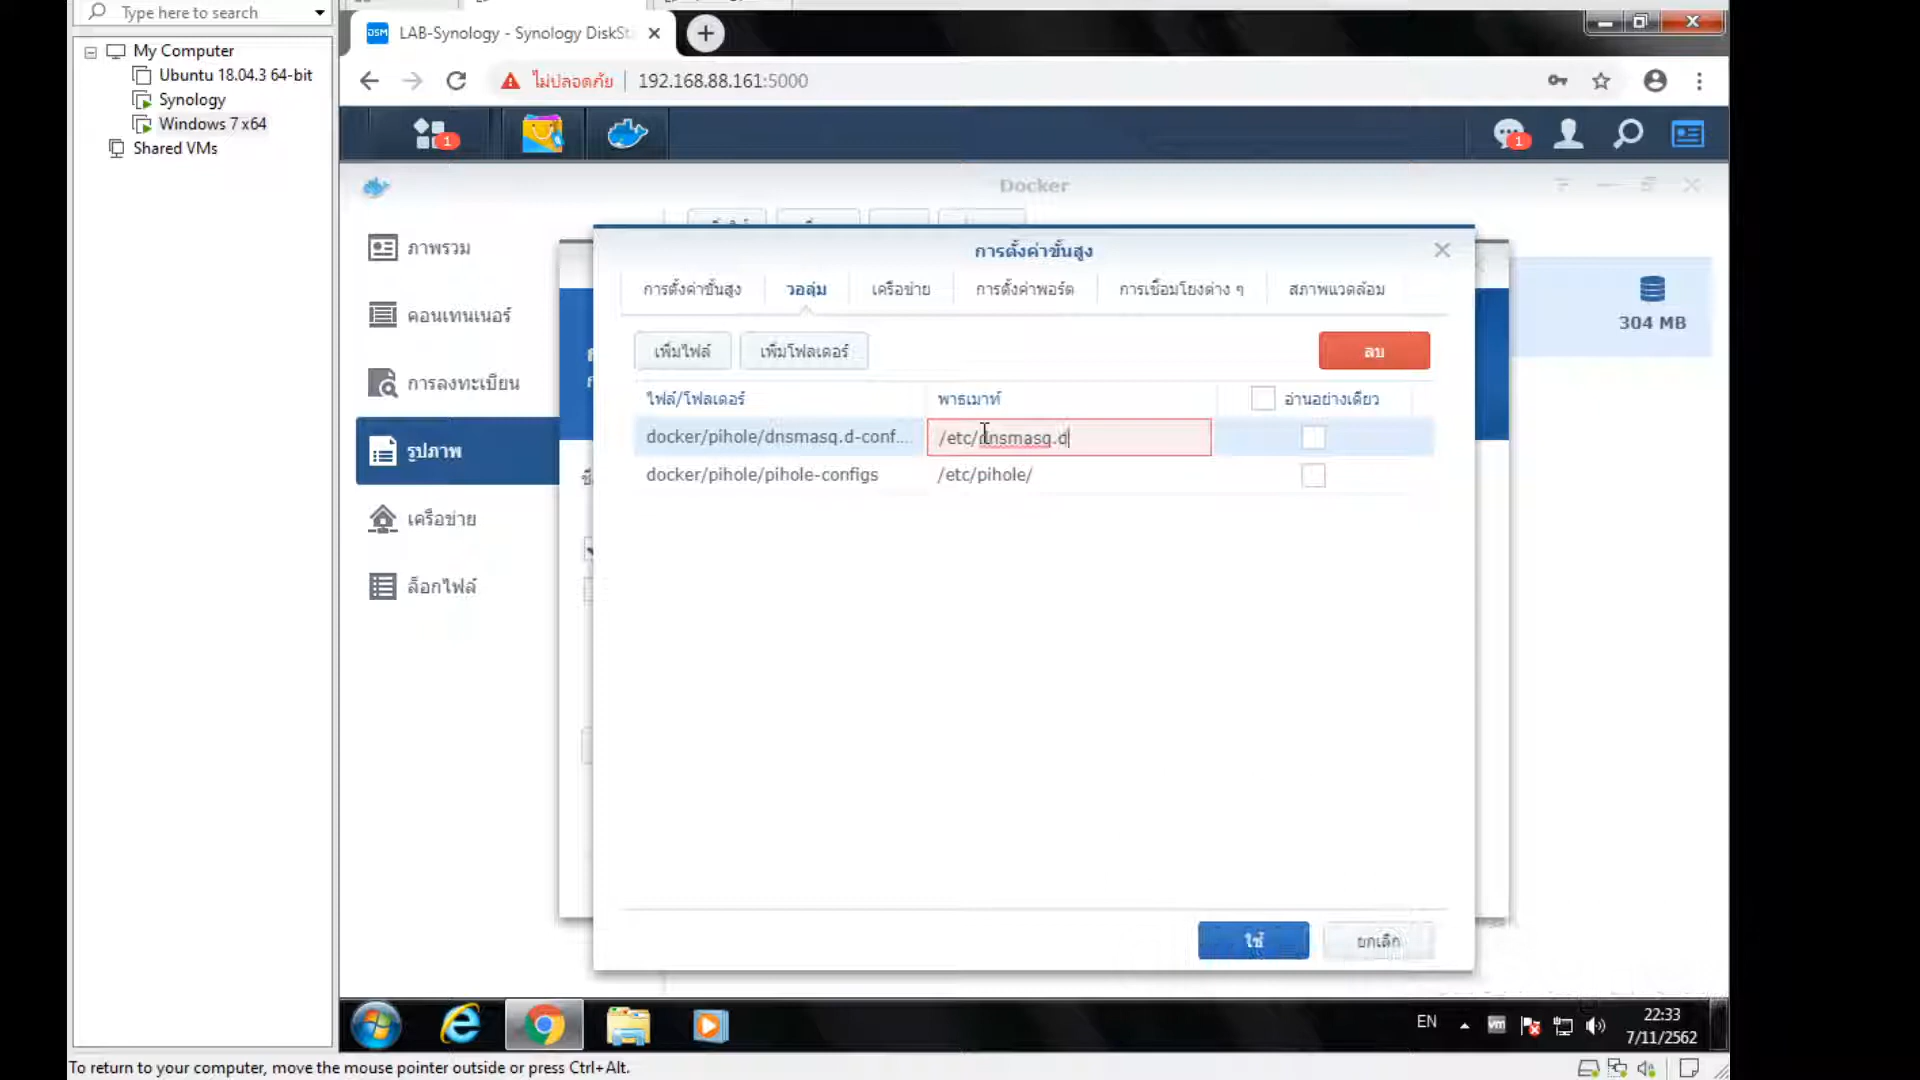 Type here to search
My Computer
Ubuntu 18.04.3 64-bit
Synology
Windows 7 x64
Shared VMs
DSM
LAB-Synology - Synology DiskSt
ไม่ปลอดภัย
192.168.88.161:5000
1
1
Docker
ภาพรวม
คอนเทนเนอร์
การลงทะเบียน
รูปภาพ
เครือข่าย
ล็อกไฟล์
304 MB
การตั้งค่าขั้นสูง
การตั้งค่าขั้นสูง
วอลุ่ม
เครือข่าย
การตั้งค่าพอร์ต
การเชื่อมโยงต่าง ๆ
สภาพแวดล้อม
เพิ่มไฟล์
เพิ่มโฟลเดอร์
ลบ
ไฟล์/โฟลเดอร์
พาธเมาท์
อ่านอย่างเดียว
docker/pihole/dnsmasq.d-conf....
/etc/dnsmasq.d
docker/pihole/pihole-configs
/etc/pihole/
ใช้
ยกเลิก
EN
vm
22:33
7/11/2562
To return to your computer, move the mouse pointer outside or press Ctrl+Alt.